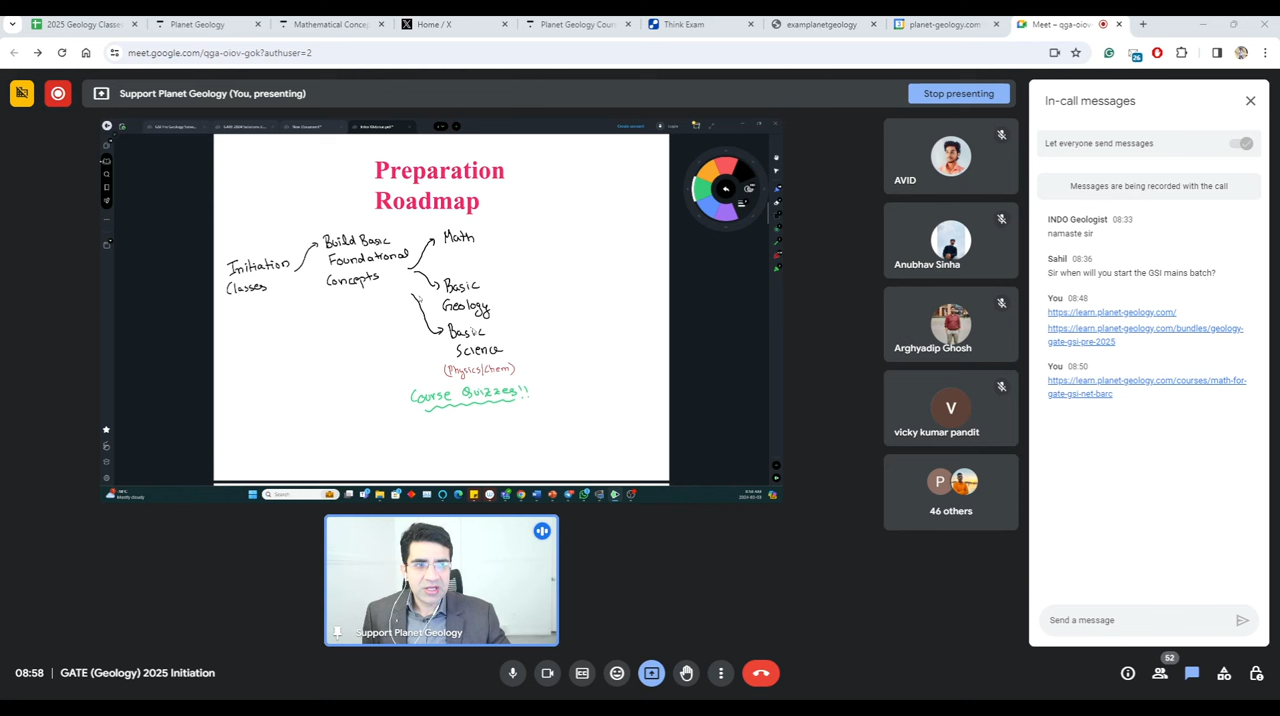 2025 Geology Classes
Planet Geology
Mathematical Concep
Home / X
Planet Geology Cour
Think Exam
examplanetgeology
planet-geology.com
Meet – qga-oiov-
meet.google.com/qga-oiov-gok?authuser=2
26
Support Planet Geology (You, presenting)
Stop presenting
Preparation
Roadmap
Initiation
Classes
Build Basic
Foundational
Concepts
Math
Basic
Geology
Basic
Science
(Physics/Chem)
Course Quizzes!!
Search
Mostly cloudy
AVID
Anubhav Sinha
Arghyadip Ghosh
V
vicky kumar pandit
P
46 others
Support Planet Geology
In-call messages
Let everyone send messages
Messages are being recorded with the call
INDO Geologist 08:33
namaste sir
Sahil 08:36
Sir when will you start the GSI mains batch?
You 08:48
https://learn.planet-geology.com/
https://learn.planet-geology.com/bundles/geology-
gate-gsi-pre-2025
You 08:50
https://learn.planet-geology.com/courses/math-for-
gate-gsi-net-barc
Send a message
08:58 GATE (Geology) 2025 Initiation
52